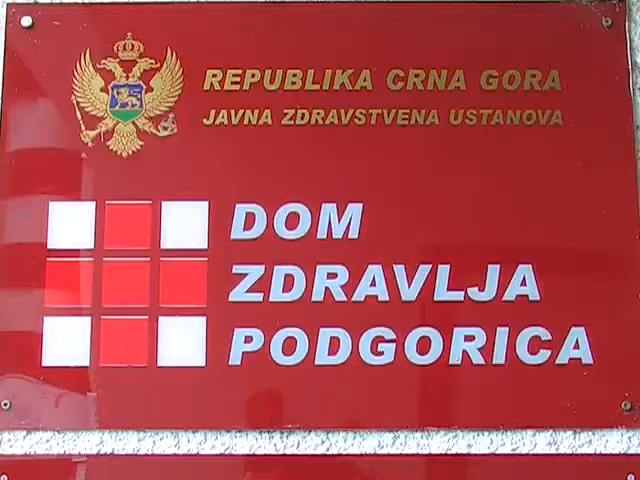 REPUBLIKA CRNA GORA
JAVNA ZDRAVSTVENA USTANOVA
DOM
ZDRAVLJA
PODGORICA